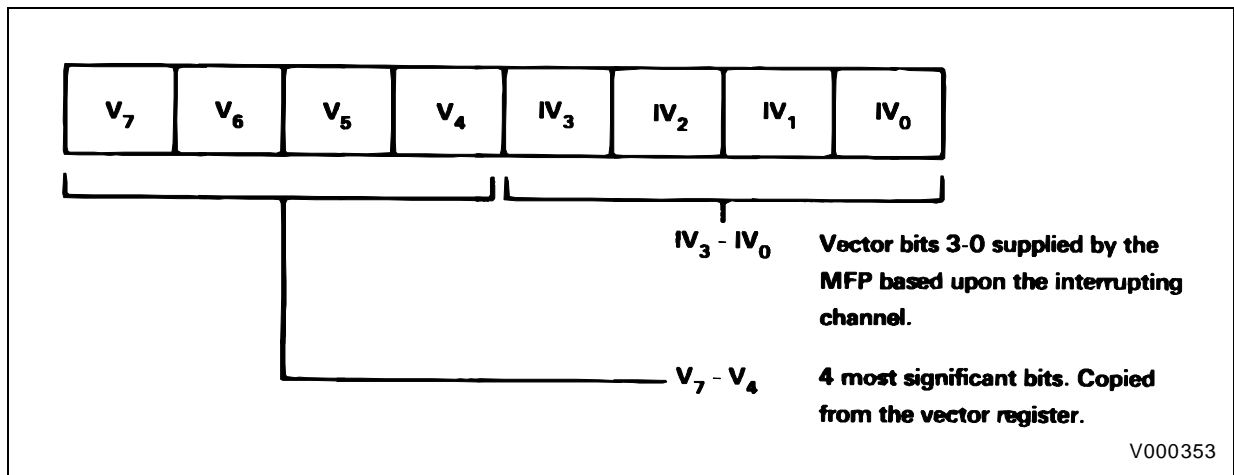 V₇ V₆ V₅ V₄ IV₃ IV₂ IV₁ IV₀
IV₃ - IV₀ Vector bits 3-0 supplied by the
MFP based upon the interrupting
channel.
V₇ - V₄ 4 most significant bits. Copied
from the vector register.
V000353